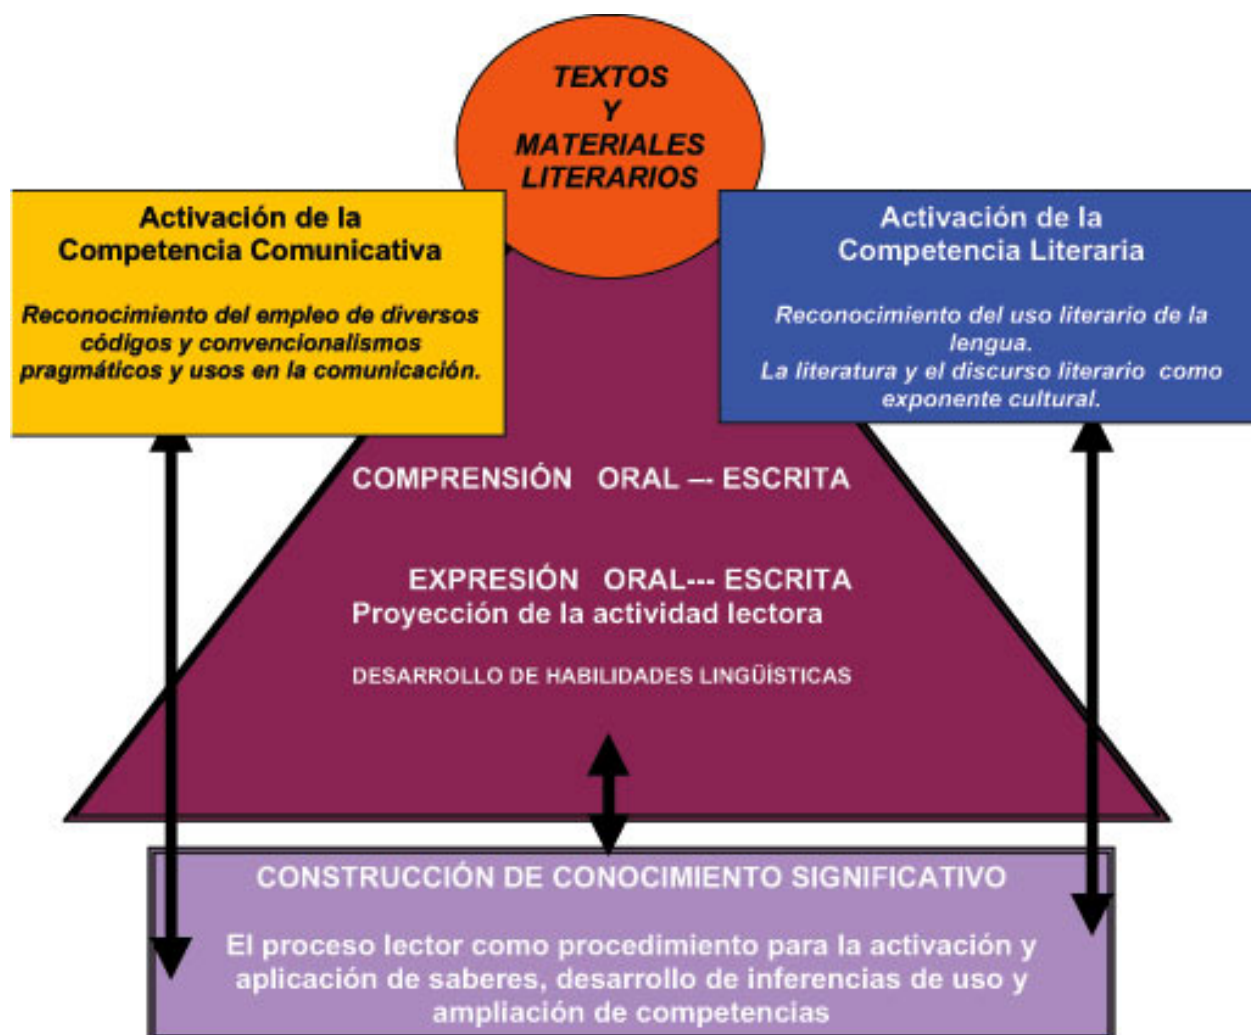 TEXTOS
Y
MATERIALES
LITERARIOS
Activación de la
Competencia Comunicativa
Reconocimiento del empleo de diversos
códigos y convencionalismos
pragmáticos y usos en la comunicación.
Activación de la
Competencia Literaria
Reconocimiento del uso literario de la
lengua.
La literatura y el discurso literario como
exponente cultural.
COMPRENSIÓN ORAL –- ESCRITA
EXPRESIÓN ORAL--- ESCRITA
Proyección de la actividad lectora
DESARROLLO DE HABILIDADES LINGÜÍSTICAS
CONSTRUCCIÓN DE CONOCIMIENTO SIGNIFICATIVO
El proceso lector como procedimiento para la activación y
aplicación de saberes, desarrollo de inferencias de uso y
ampliación de competencias